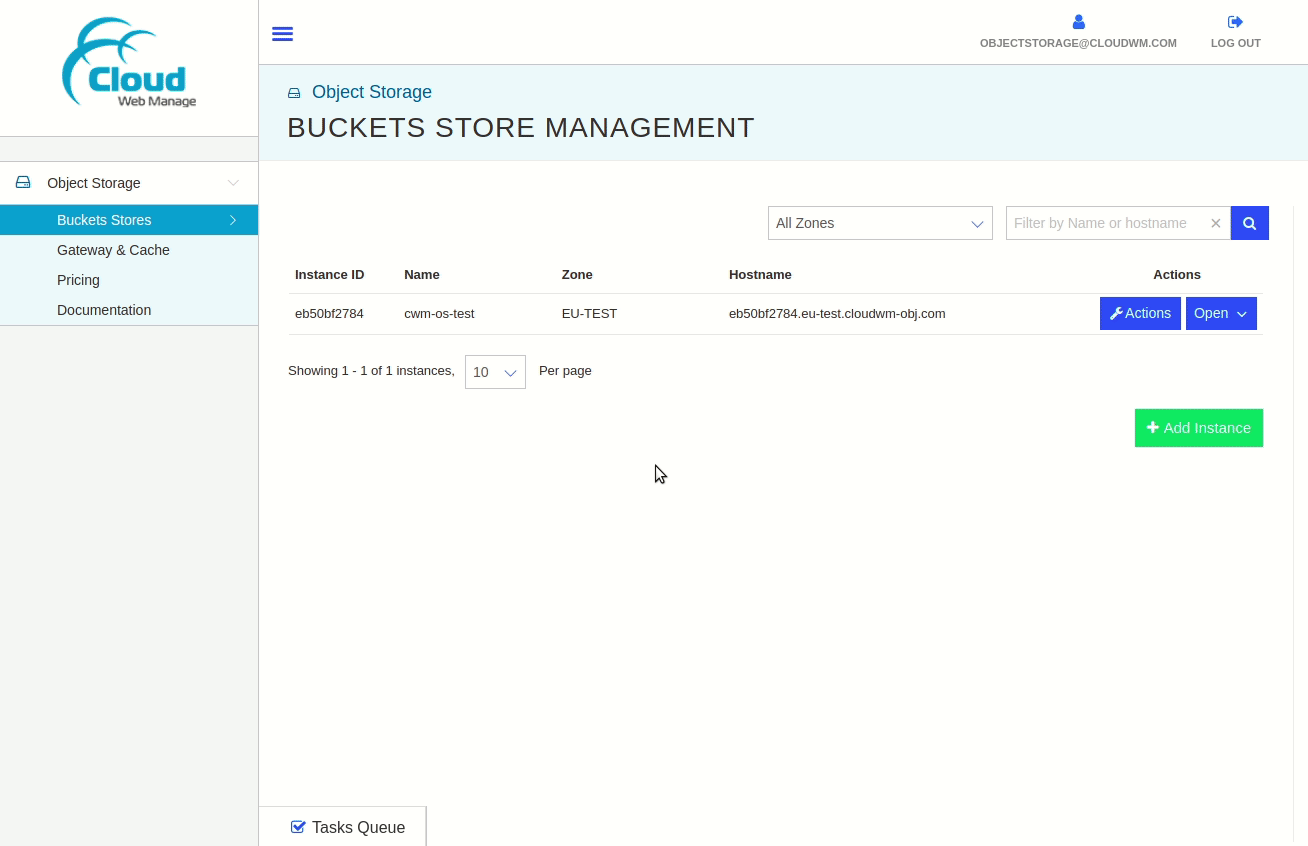 Cloud
Web Manage
OBJECTSTORAGE@CLOUDWM.COM
LOG OUT
Object Storage
BUCKETS STORE MANAGEMENT
Object Storage
Buckets Stores
Gateway & Cache
Pricing
Documentation
All Zones
Filter by Name or hostname
Instance ID Name Zone Hostname Actions
eb50bf2784 cwm-os-test EU-TEST eb50bf2784.eu-test.cloudwm-obj.com Actions Open
Showing 1 - 1 of 1 instances, 10 Per page
Add Instance
Tasks Queue